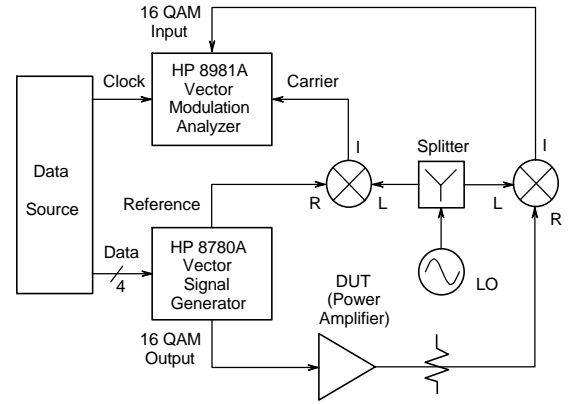 16 QAM
Input
HP 8981A
Vector
Modulation
Analyzer
Clock
Carrier
I
I
Splitter
Data
Source
Reference
R
L
L
R
Data
4
HP 8780A
Vector
Signal
Generator
DUT
(Power
Amplifier)
LO
16 QAM
Output